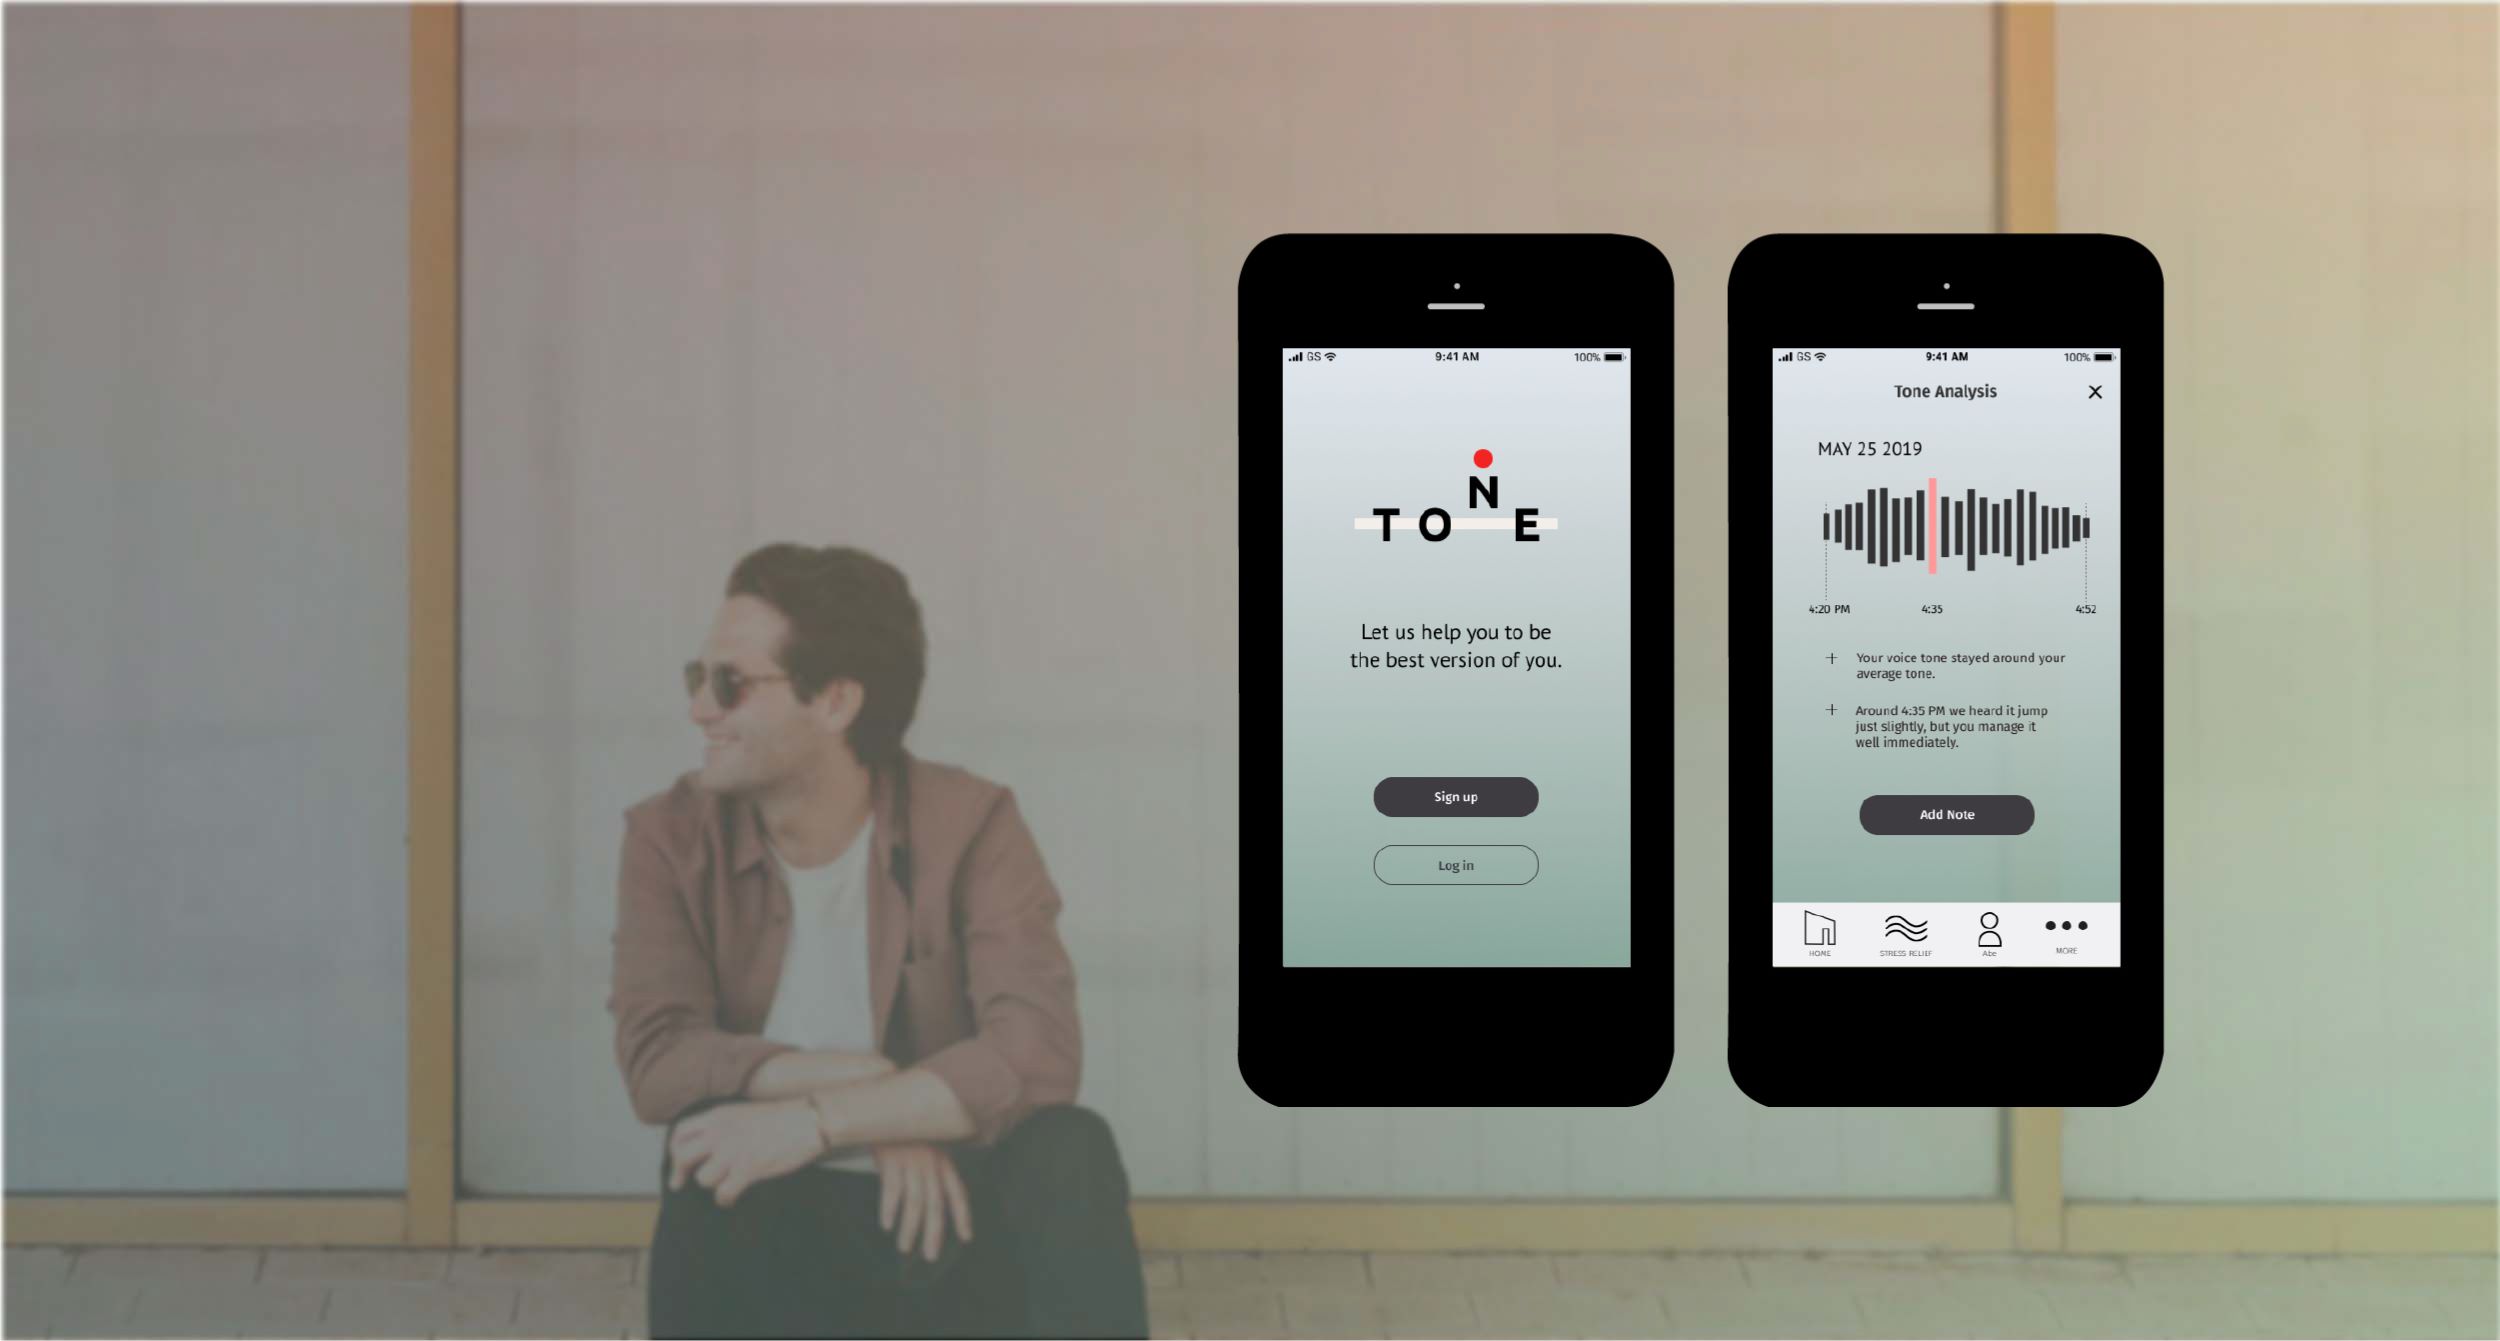 GS 9:41 AM 100%
TONE
Let us help you to be
the best version of you.
Sign up
Log in
GS 9:41 AM 100%
Tone Analysis
MAY 25 2019
4:20 PM 4:35 4:52
+ Your voice tone stayed around your
average tone.
+ Around 4:35 PM we heard it jump
just slightly, but you manage it
well immediately.
Add Note
HOME STRESS RELIEF Abe MORE